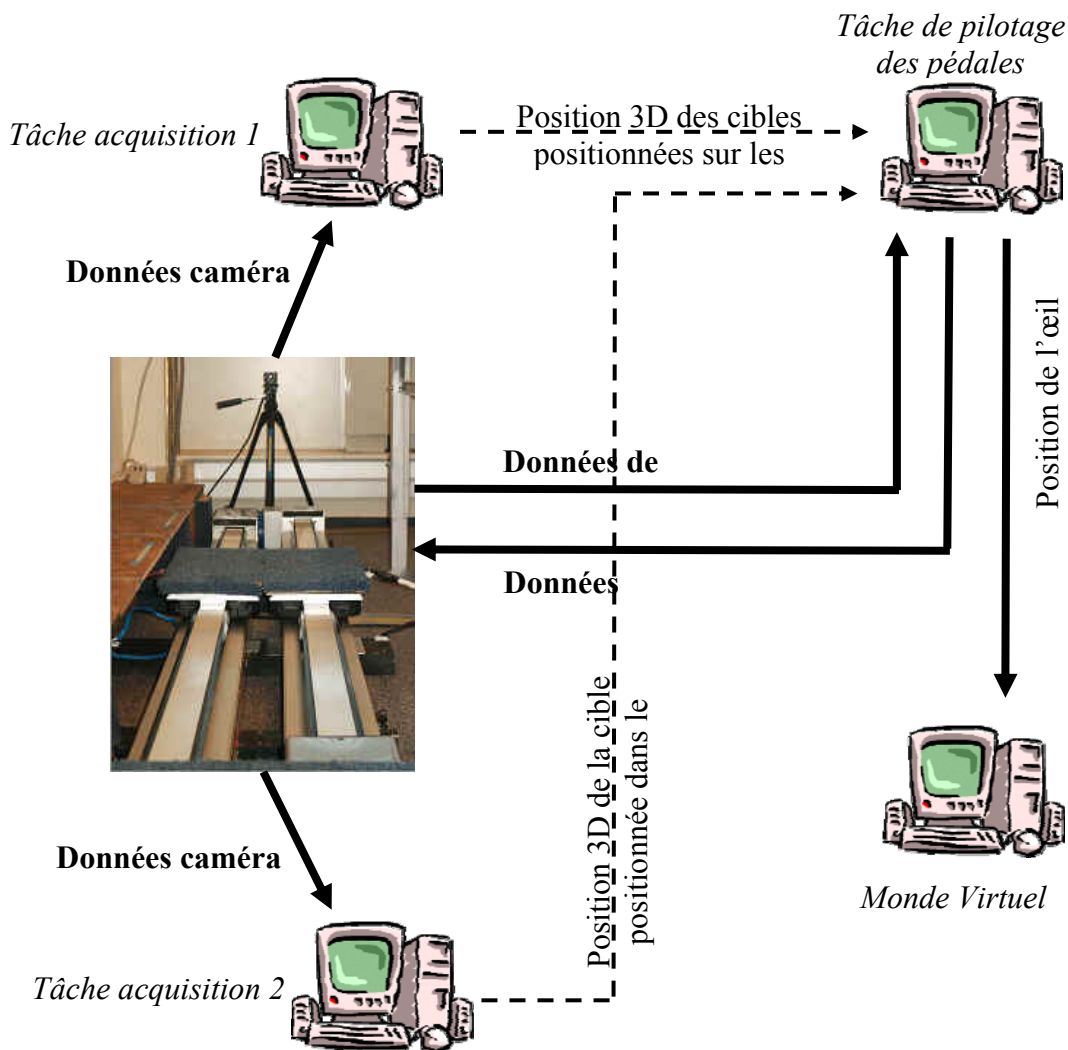 Tâche de pilotage
des pédales
Tâche acquisition 1
Position 3D des cibles
positionnées sur les
Données caméra
Position de l’œil
Données de
Données
Position 3D de la cible
positionnée dans le
Données caméra
Monde Virtuel
Tâche acquisition 2